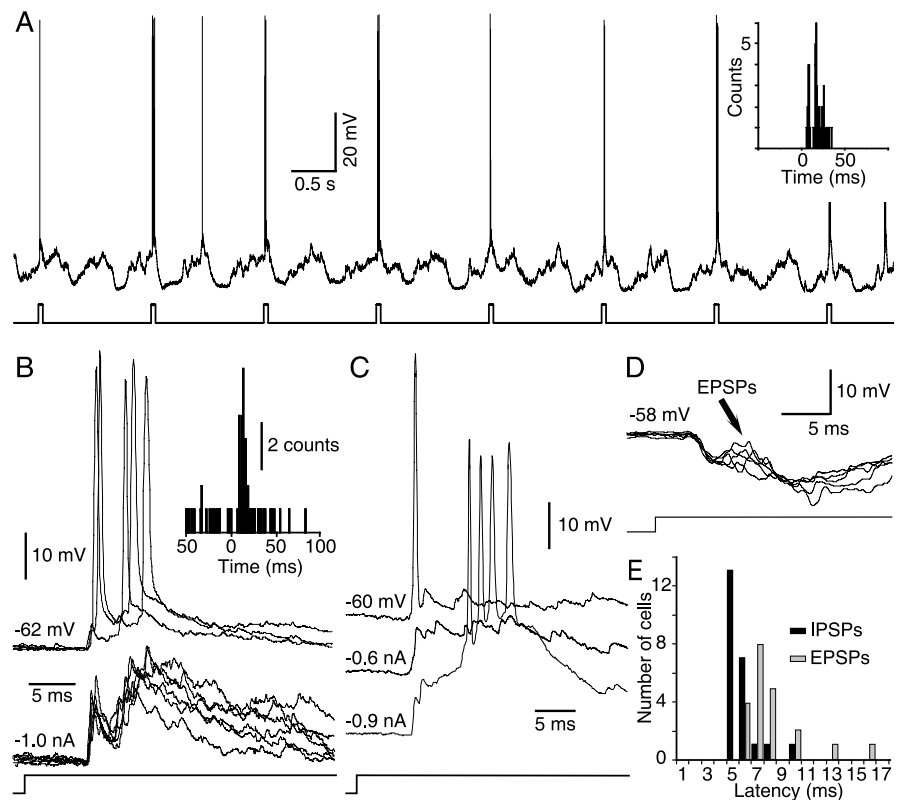 A
5
Counts
0 50
Time (ms)
20 mV
0.5 s
B
2 counts
50 0 50 100
Time (ms)
10 mV
-62 mV
5 ms
-1.0 nA
C
10 mV
-60 mV
-0.6 nA
-0.9 nA
5 ms
D
EPSPs
10 mV
-58 mV
5 ms
E
12
8
4
0
Number of cells
IPSPs
EPSPs
1 3 5 7 9 11 13 15 17
Latency (ms)